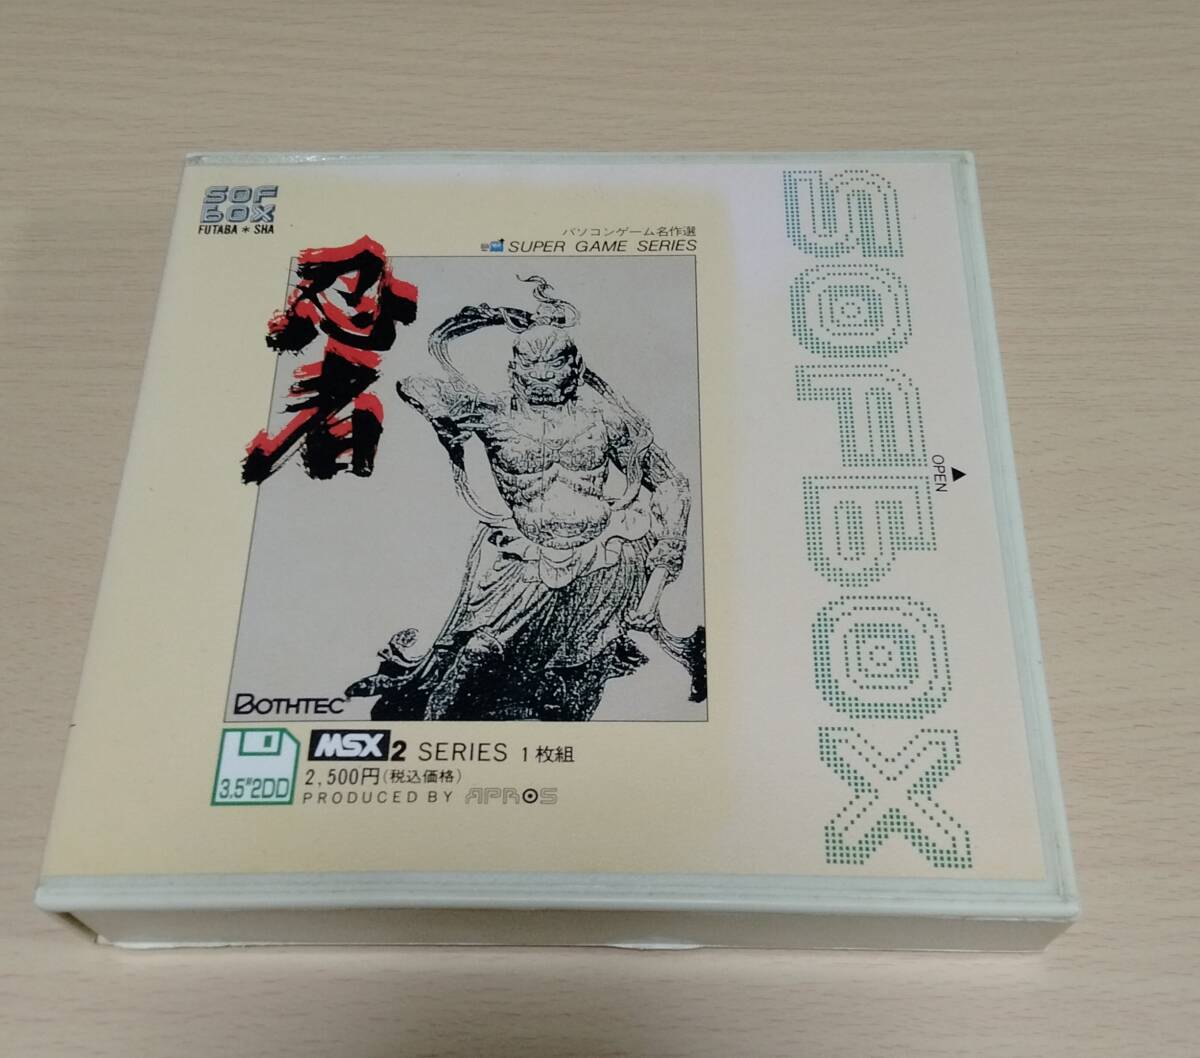 SOF
BOX
FUTABA * SHA
パソコンゲーム名作選
SUPER GAME SERIES
忍者
BOTHTEC
3.5"2DD
MSX2 SERIES 1枚組
2,500円(税込価格)
PRODUCED BY APROS
SOFBOX
▲
OPEN